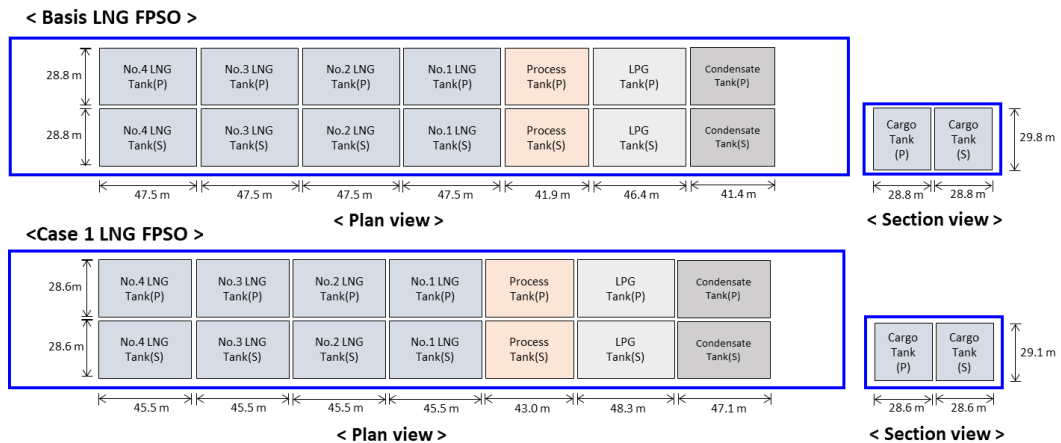 < Basis LNG FPSO >
28.8 m
No.4 LNG
Tank(P)
No.3 LNG
Tank(P)
No.2 LNG
Tank(P)
No.1 LNG
Tank(P)
Process
Tank(P)
LPG
Tank(P)
Condensate
Tank(P)
28.8 m
No.4 LNG
Tank(S)
No.3 LNG
Tank(S)
No.2 LNG
Tank(S)
No.1 LNG
Tank(S)
Process
Tank(S)
LPG
Tank(S)
Condensate
Tank(S)
47.5 m
47.5 m
47.5 m
47.5 m
41.9 m
46.4 m
41.4 m
< Plan view >
Cargo
Tank
(P)
Cargo
Tank
(S)
29.8 m
28.8 m
28.8 m
< Section view >
<Case 1 LNG FPSO >
28.6m
No.4 LNG
Tank(P)
No.3 LNG
Tank(P)
No.2 LNG
Tank(P)
No.1 LNG
Tank(P)
Process
Tank(P)
LPG
Tank(P)
Condensate
Tank(P)
28.6 m
No.4 LNG
Tank(S)
No.3 LNG
Tank(S)
No.2 LNG
Tank(S)
No.1 LNG
Tank(S)
Process
Tank(S)
LPG
Tank(S)
Condensate
Tank(S)
45.5 m
45.5 m
45.5 m
45.5 m
43.0 m
48.3 m
47.1 m
< Plan view >
Cargo
Tank
(P)
Cargo
Tank
(S)
29.1 m
28.6 m
28.6 m
< Section view >